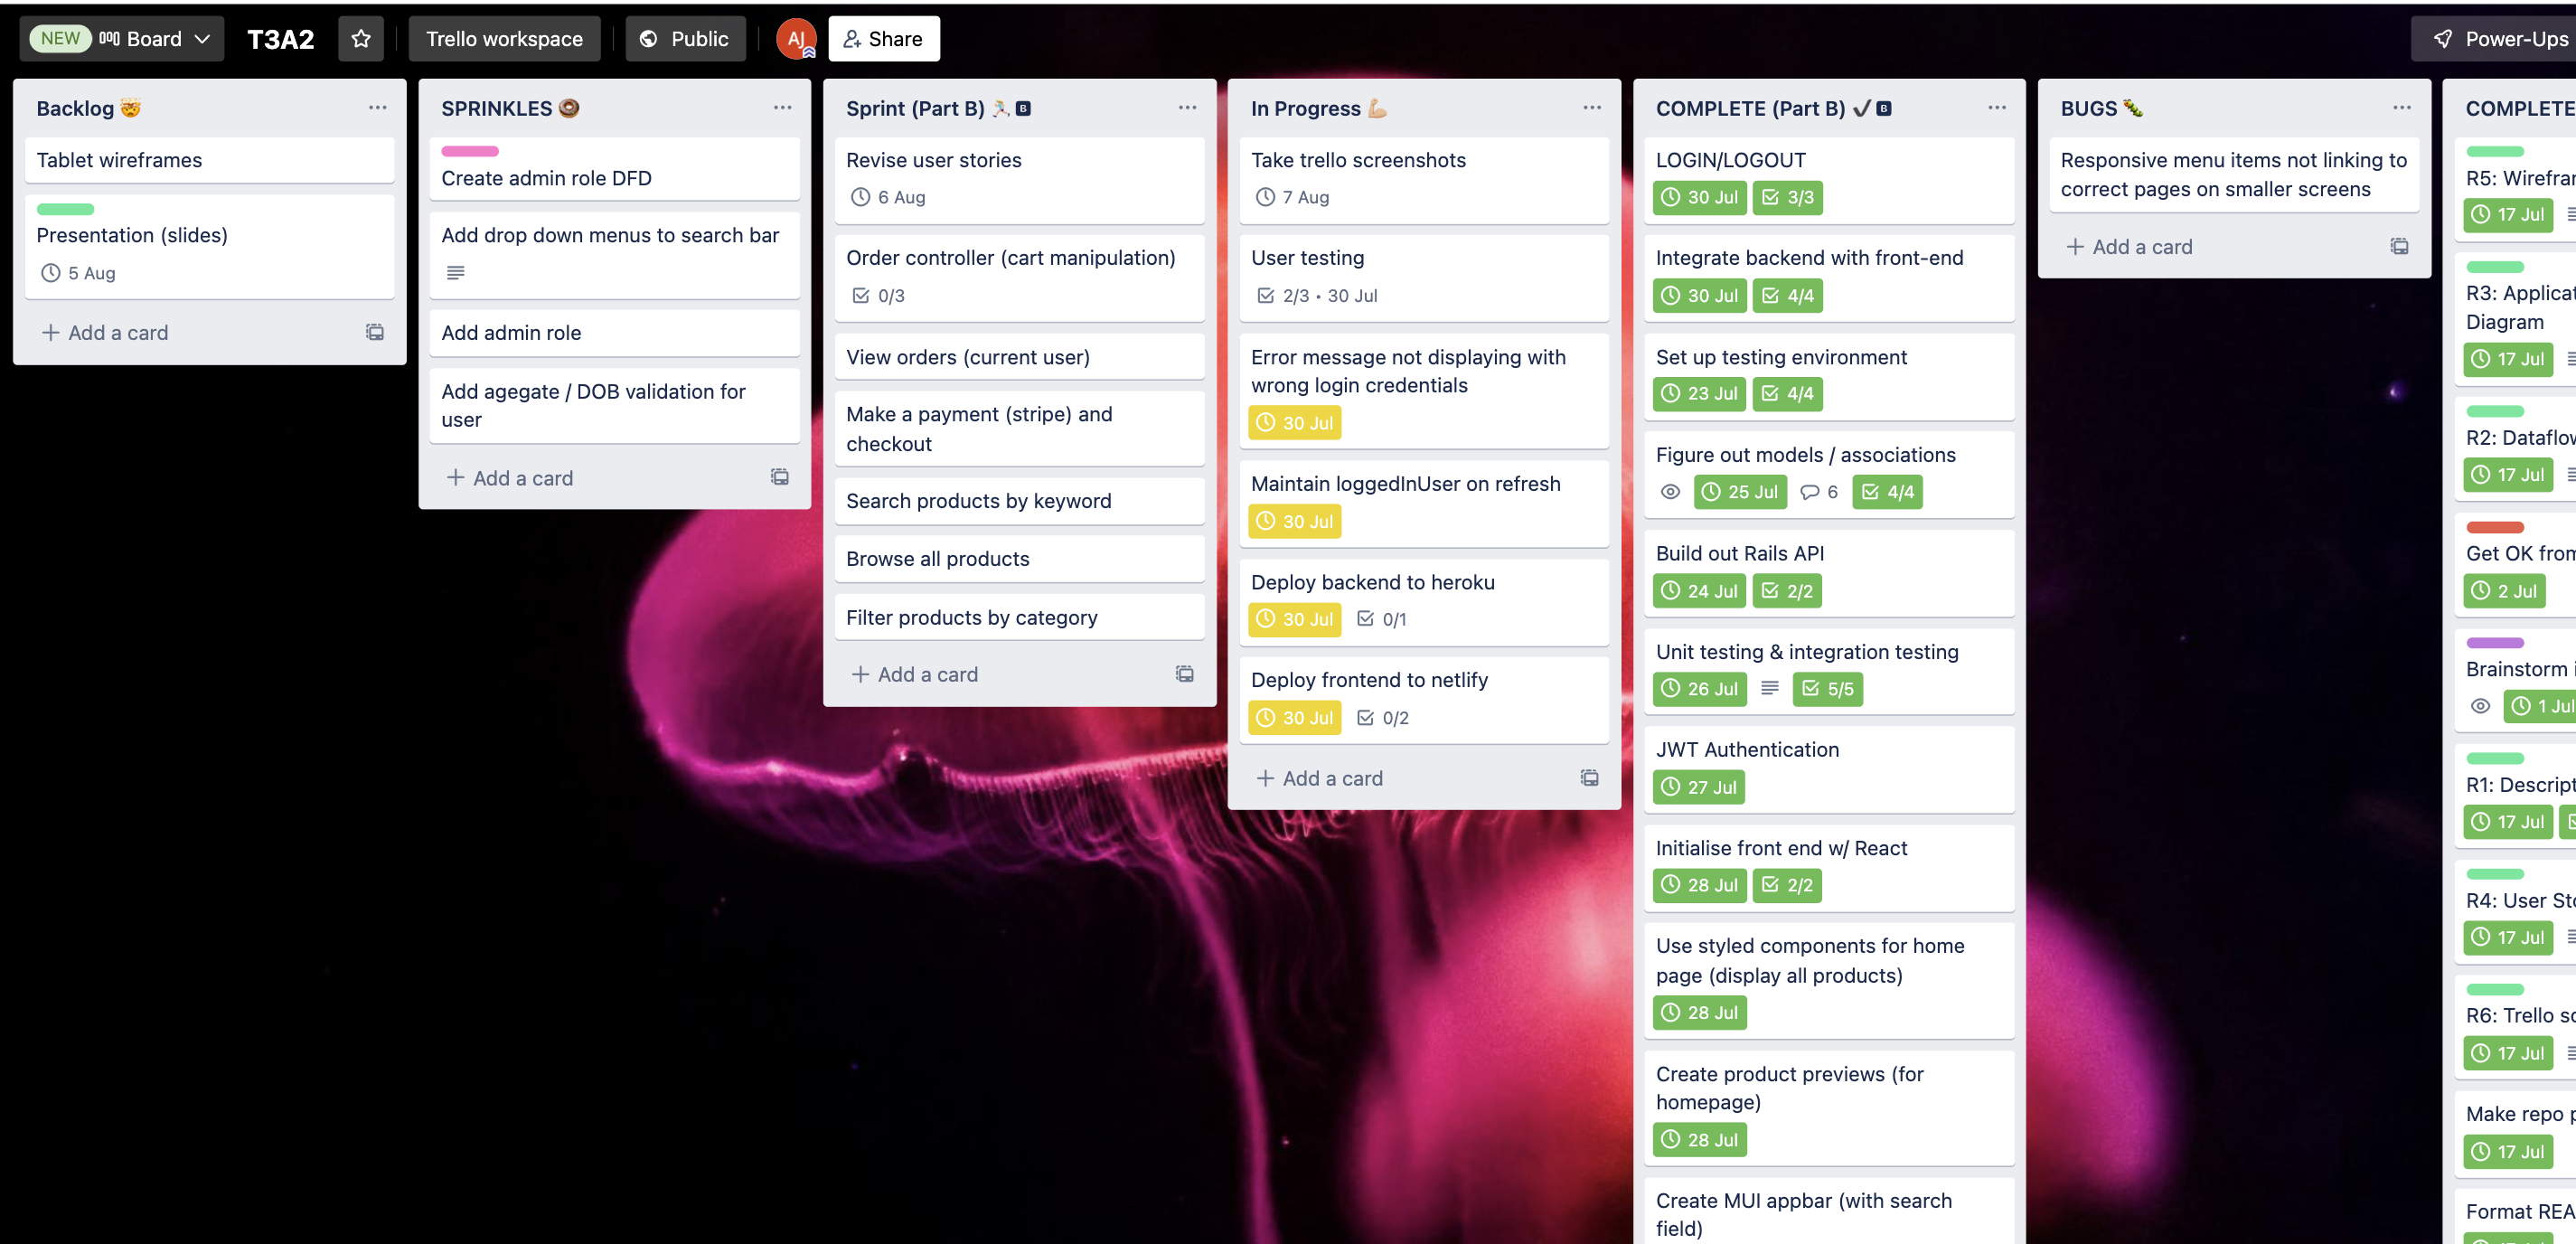 NEW Board T3A2 Trello workspace Public AJ Share Power-Ups
Backlog 🤯
Tablet wireframes
Presentation (slides)
5 Aug
Add a card
SPRINKLES 🍩
Create admin role DFD
Add drop down menus to search bar
Add admin role
Add agegate / DOB validation for
user
Add a card
Sprint (Part B) 🏃🏼 B
Revise user stories
6 Aug
Order controller (cart manipulation)
0/3
View orders (current user)
Make a payment (stripe) and
checkout
Search products by keyword
Browse all products
Filter products by category
Add a card
In Progress 💪🏼
Take trello screenshots
7 Aug
User testing
2/3 • 30 Jul
Error message not displaying with
wrong login credentials
30 Jul
Maintain loggedInUser on refresh
30 Jul
Deploy backend to heroku
30 Jul 0/1
Deploy frontend to netlify
30 Jul 0/2
Add a card
COMPLETE (Part B) ✔ B
LOGIN/LOGOUT
30 Jul 3/3
Integrate backend with front-end
30 Jul 4/4
Set up testing environment
23 Jul 4/4
Figure out models / associations
25 Jul 6 4/4
Build out Rails API
24 Jul 2/2
Unit testing & integration testing
26 Jul 5/5
JWT Authentication
27 Jul
Initialise front end w/ React
28 Jul 2/2
Use styled components for home
page (display all products)
28 Jul
Create product previews (for
homepage)
28 Jul
Create MUI appbar (with search
field)
BUGS 🐛
Responsive menu items not linking to
correct pages on smaller screens
Add a card
COMPLETE
R5: Wirefra
17 Jul
R3: Applicat
Diagram
17 Jul
R2: Dataflow
17 Jul
Get OK from
2 Jul
Brainstorm
1 Jul
R1: Descript
17 Jul
R4: User Sto
17 Jul
R6: Trello sc
17 Jul
Make repo
17 Jul
Format REA